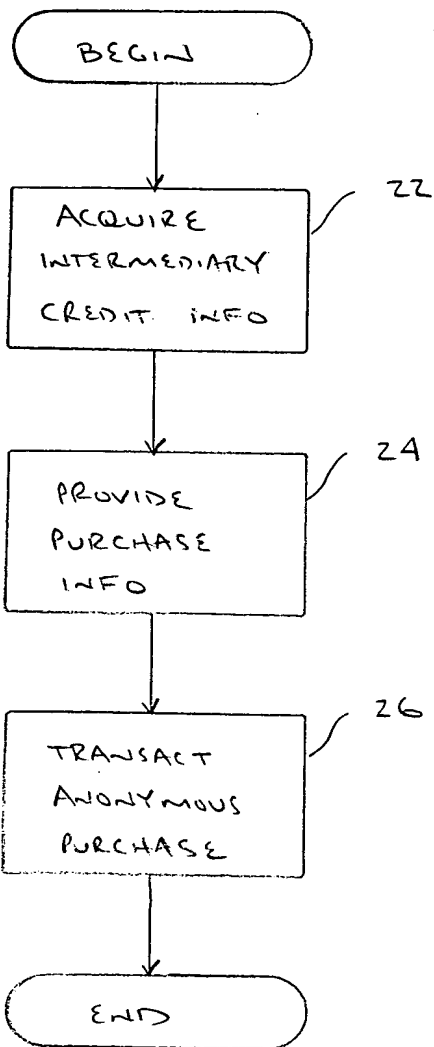 BEGIN
22
ACQUIRE
INTERMEDIARY
CREDIT INFO
24
PROVIDE
PURCHASE
INFO
26
TRANSACT
ANONYMOUS
PURCHASE
END